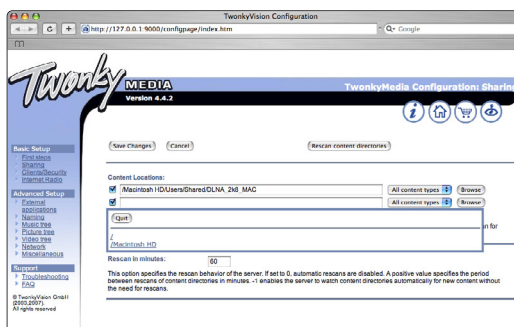 TwonkyVision Configuration
http://127.0.0.1:9000/configpage/index.htm
Google
Twonky
MEDIA
Version 4.4.2
TwonkyMedia Configuration: Sharing
Save Changes
Cancel
Rescan content directories
Basic Setup
First steps
Sharing
Clients/Security
Internet Radio
Advanced Setup
External applications
Naming
Music tree
Picture tree
Video tree
Network
Miscellaneous
Support
Troubleshooting
FAQ
© TwonkyVision GmbH
(2003,2007).
All rights reserved
Content Locations:
/Macintosh HD/Users/Shared/DLNA_2k8_MAC
All content types
Browse
All content types
Browse
Quit
/
/Macintosh HD
n for
Rescan in minutes:
60
This option specifies the rescan behavior of the server. If set to 0, automatic rescans are disabled. A positive value specifies the period
between rescans of content directories in minutes. -1 enables the server to watch content directories automatically for new content without
the need for rescans.